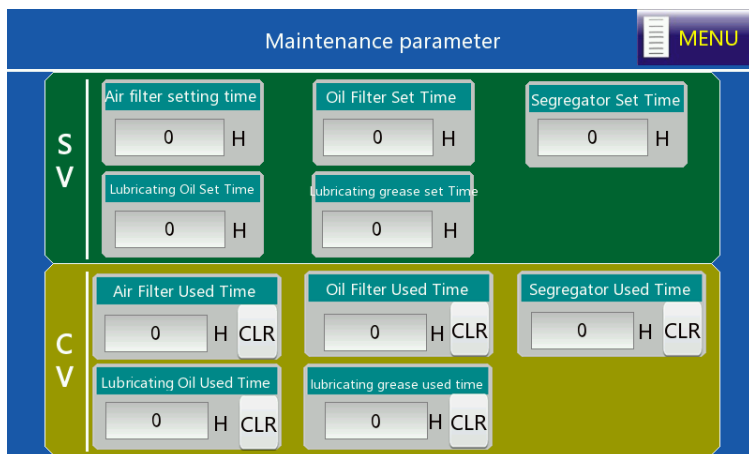 Maintenance parameter
MENU
S
V
Air filter setting time
Oil Filter Set Time
Segregator Set Time
0 H
0 H
0 H
Lubricating Oil Set Time
Lubricating grease set Time
0 H
0 H
C
V
Air Filter Used Time
Oil Filter Used Time
Segregator Used Time
0 H CLR
0 H CLR
0 H CLR
Lubricating Oil Used Time
lubricating grease used time
0 H CLR
0 H CLR